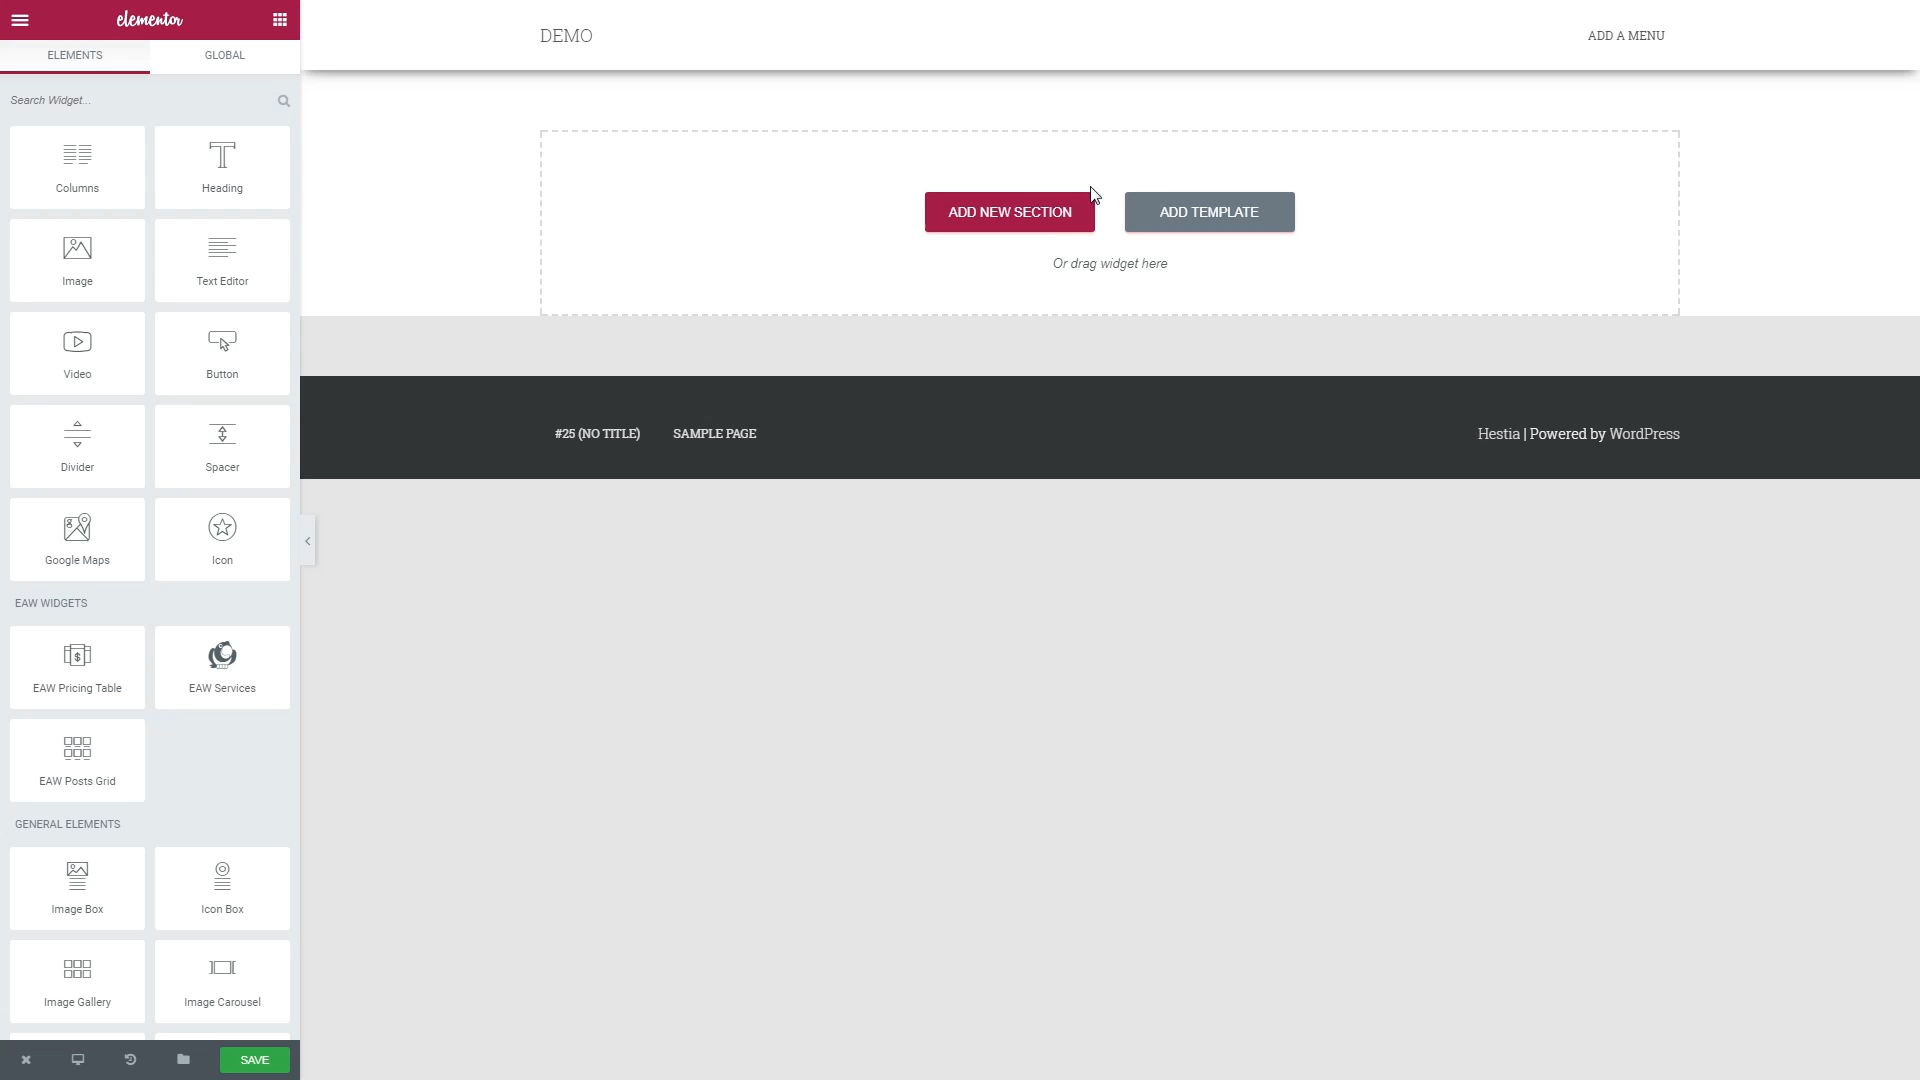 elementor
ELEMENTS
GLOBAL
Search Widget...
Columns
Heading
Image
Text Editor
Video
Button
Divider
Spacer
Google Maps
Icon
EAW WIDGETS
EAW Pricing Table
EAW Services
EAW Posts Grid
GENERAL ELEMENTS
Image Box
Icon Box
Image Gallery
Image Carousel
SAVE
DEMO
ADD A MENU
ADD NEW SECTION
ADD TEMPLATE
Or drag widget here
#25 (NO TITLE)
SAMPLE PAGE
Hestia | Powered by WordPress